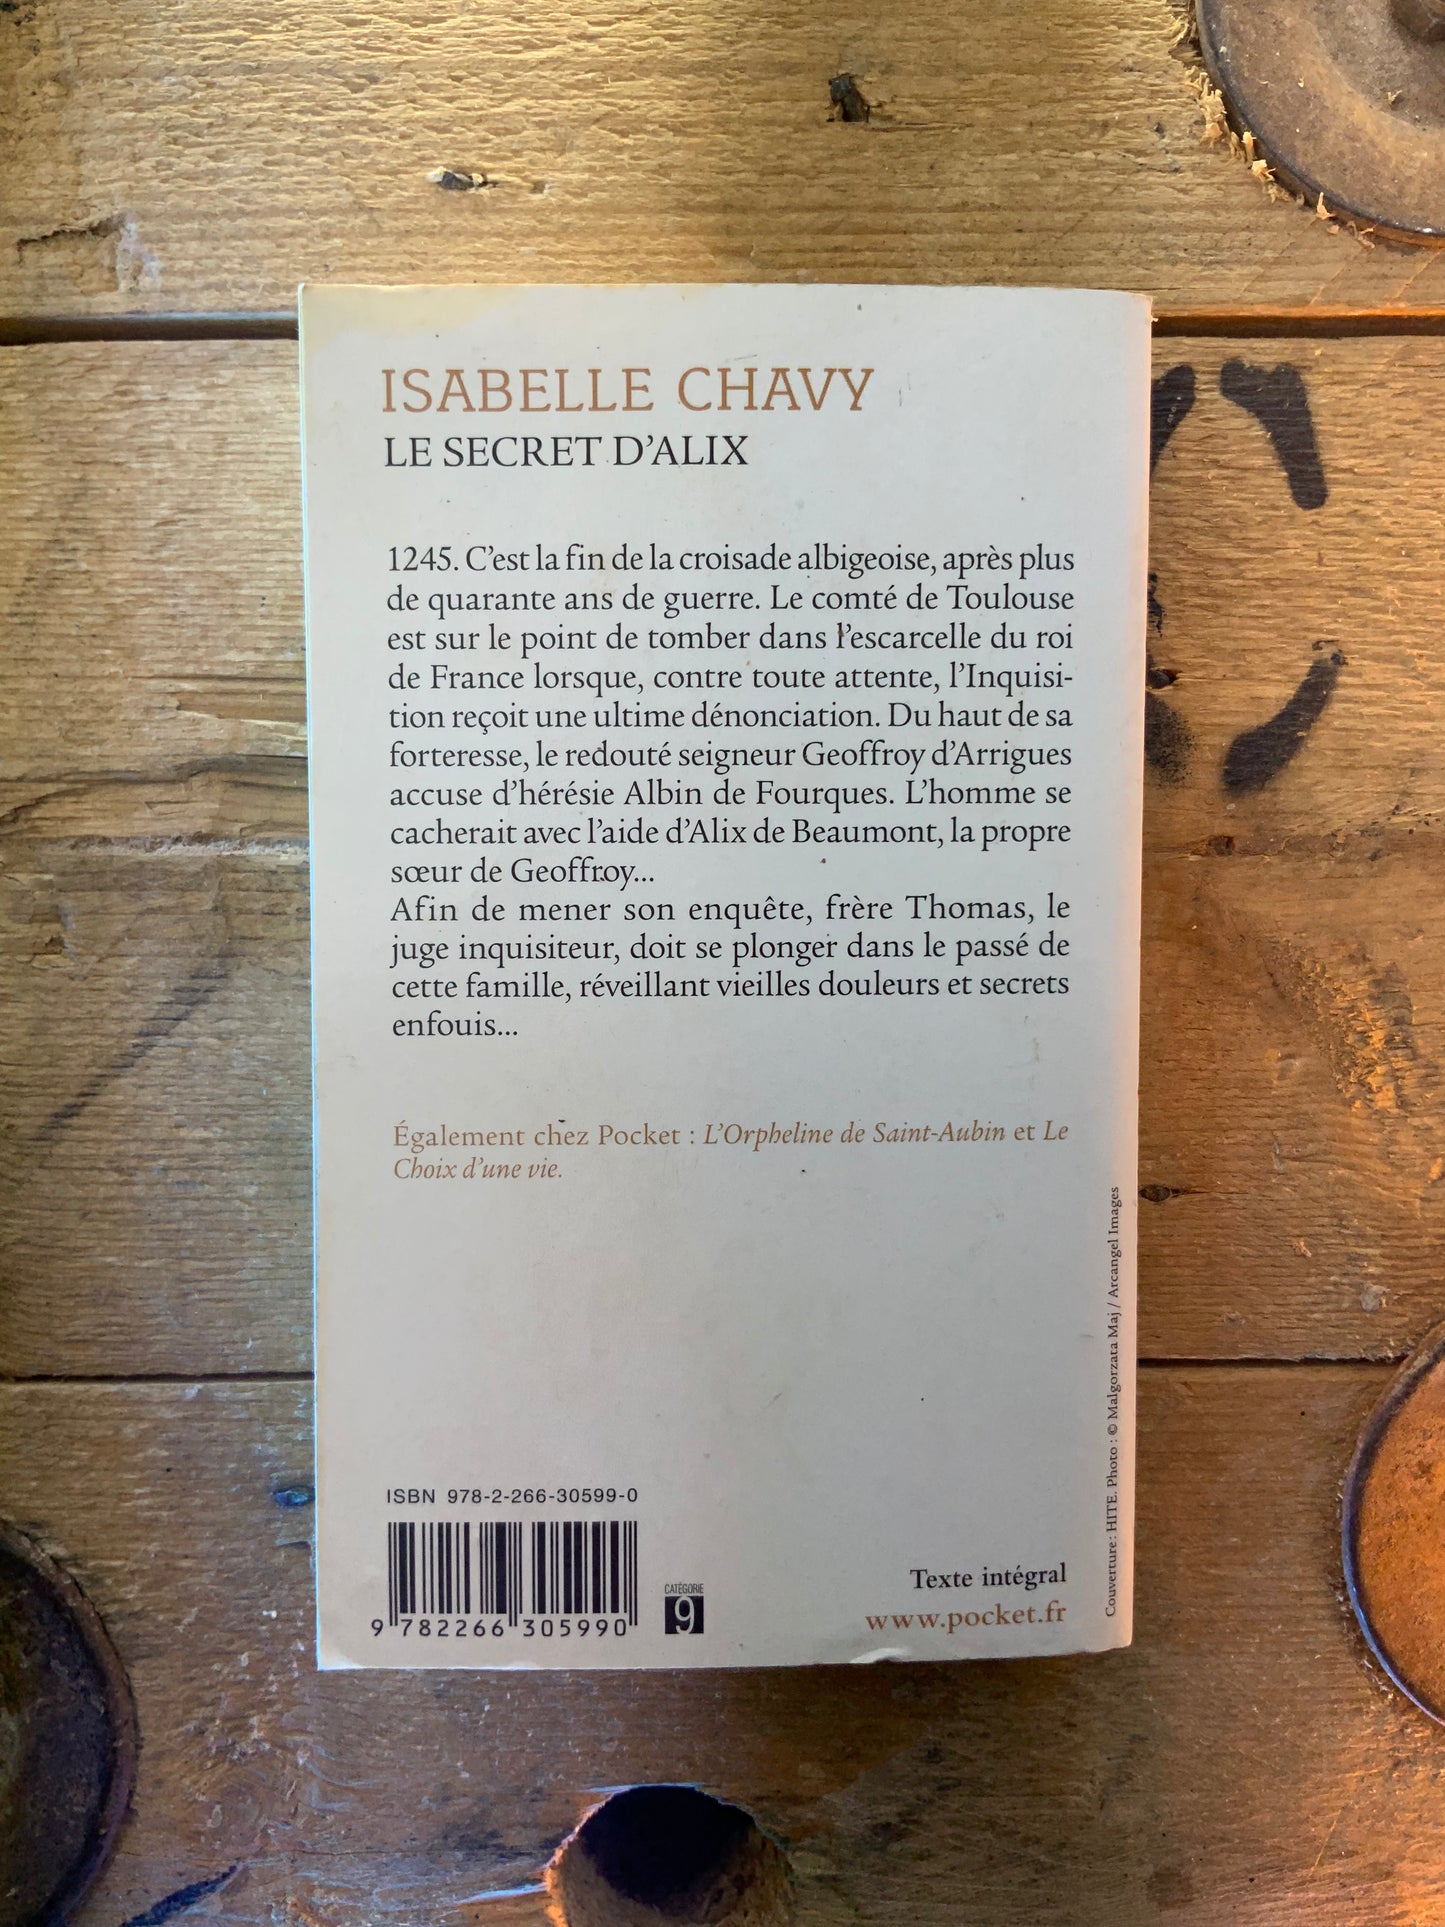 ISABELLE CHAVY
LE SECRET D'ALIX
1245. C'est la fin de la croisade albigeoise, après plus
de quarante ans de guerre. Le comté de Toulouse
est sur le point de tomber dans l'escarcelle du roi
de France lorsque, contre toute attente, l'Inquisi-
tion reçoit une ultime dénonciation. Du haut de sa
forteresse, le redouté seigneur Geoffroy d'Arrigues
accuse d'hérésie Albin de Fourques. L'homme se
cacherait avec l'aide d'Alix de Beaumont, la propre
sœur de Geoffroy...
Afin de mener son enquête, frère Thomas, le
juge inquisiteur, doit se plonger dans le passé de
cette famille, réveillant vieilles douleurs et secrets
enfouis...
Également chez Pocket : L'Orpheline de Saint-Aubin et Le
Choix d'une vie.
Couverture : HITE. Photo : © Malgorzata Maj / Arcangel Images
ISBN 978-2-266-30599-0
9 782266 305990
CATÉGORIE
9
Texte intégral
www.pocket.fr